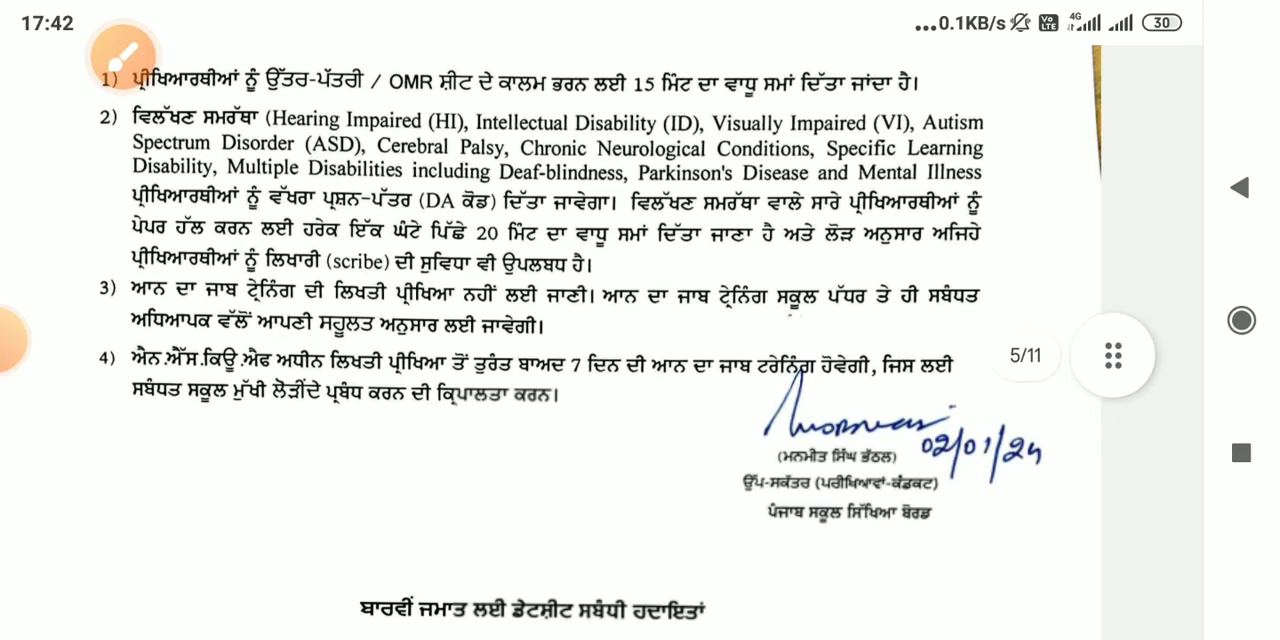 17:42
...0.1KB/s Vo LTE 4G 30
1) ਪ੍ਰੀਖਿਆਰਥੀਆਂ ਨੂੰ ਉੱਤਰ-ਪੱਤਰੀ / OMR ਸ਼ੀਟ ਦੇ ਕਾਲਮ ਭਰਨ ਲਈ 15 ਮਿੰਟ ਦਾ ਵਾਧੂ ਸਮਾਂ ਦਿੱਤਾ ਜਾਂਦਾ ਹੈ।
2) ਵਿਲੱਖਣ ਸਮਰੱਥਾ (Hearing Impaired (HI), Intellectual Disability (ID), Visually Impaired (VI), Autism
Spectrum Disorder (ASD), Cerebral Palsy, Chronic Neurological Conditions, Specific Learning
Disability, Multiple Disabilities including Deaf-blindness, Parkinson's Disease and Mental Illness
ਪ੍ਰੀਖਿਆਰਥੀਆਂ ਨੂੰ ਵੱਖਰਾ ਪ੍ਰਸ਼ਨ-ਪੱਤਰ (DA ਕੋਡ) ਦਿੱਤਾ ਜਾਵੇਗਾ। ਵਿਲੱਖਣ ਸਮਰੱਥਾ ਵਾਲੇ ਸਾਰੇ ਪ੍ਰੀਖਿਆਰਥੀਆਂ ਨੂੰ
ਪੇਪਰ ਹੱਲ ਕਰਨ ਲਈ ਹਰੇਕ ਇੱਕ ਘੰਟੇ ਪਿੱਛੇ 20 ਮਿੰਟ ਦਾ ਵਾਧੂ ਸਮਾਂ ਦਿੱਤਾ ਜਾਣਾ ਹੈ ਅਤੇ ਲੋੜ ਅਨੁਸਾਰ ਅਜਿਹੇ
ਪ੍ਰੀਖਿਆਰਥੀਆਂ ਨੂੰ ਲਿਖਾਰੀ (scribe) ਦੀ ਸੁਵਿਧਾ ਵੀ ਉਪਲਬਧ ਹੈ।
3) ਆਨ ਦਾ ਜਾਬ ਟ੍ਰੇਨਿੰਗ ਦੀ ਲਿਖਤੀ ਪ੍ਰੀਖਿਆ ਨਹੀਂ ਲਈ ਜਾਣੀ। ਆਨ ਦਾ ਜਾਬ ਟ੍ਰੇਨਿੰਗ ਸਕੂਲ ਪੱਧਰ ਤੇ ਹੀ ਸਬੰਧਤ
ਅਧਿਆਪਕ ਵੱਲੋਂ ਆਪਣੀ ਸਹੂਲਤ ਅਨੁਸਾਰ ਲਈ ਜਾਵੇਗੀ।
4) ਐਨ.ਐੱਸ.ਕਿਊ.ਐਫ ਅਧੀਨ ਲਿਖਤੀ ਪ੍ਰੀਖਿਆ ਤੋਂ ਤੁਰੰਤ ਬਾਅਦ 7 ਦਿਨ ਦੀ ਆਨ ਦਾ ਜਾਬ ਟਰੇਨਿੰਗ ਹੋਵੇਗੀ, ਜਿਸ ਲਈ
ਸਬੰਧਤ ਸਕੂਲ ਮੁੱਖੀ ਲੋੜੀਂਦੇ ਪ੍ਰਬੰਧ ਕਰਨ ਦੀ ਕ੍ਰਿਪਾਲਤਾ ਕਰਨ।
5/11
02/01/24
(ਮਨਮੀਤ ਸਿੰਘ ਭੱਠਲ)
ਉੱਪ-ਸਕੱਤਰ (ਪਰੀਖਿਆਵਾਂ-ਕੰਡਕਟ)
ਪੰਜਾਬ ਸਕੂਲ ਸਿੱਖਿਆ ਬੋਰਡ
ਬਾਰਵੀਂ ਜਮਾਤ ਲਈ ਡੇਟਸ਼ੀਟ ਸਬੰਧੀ ਹਦਾਇਤਾਂ